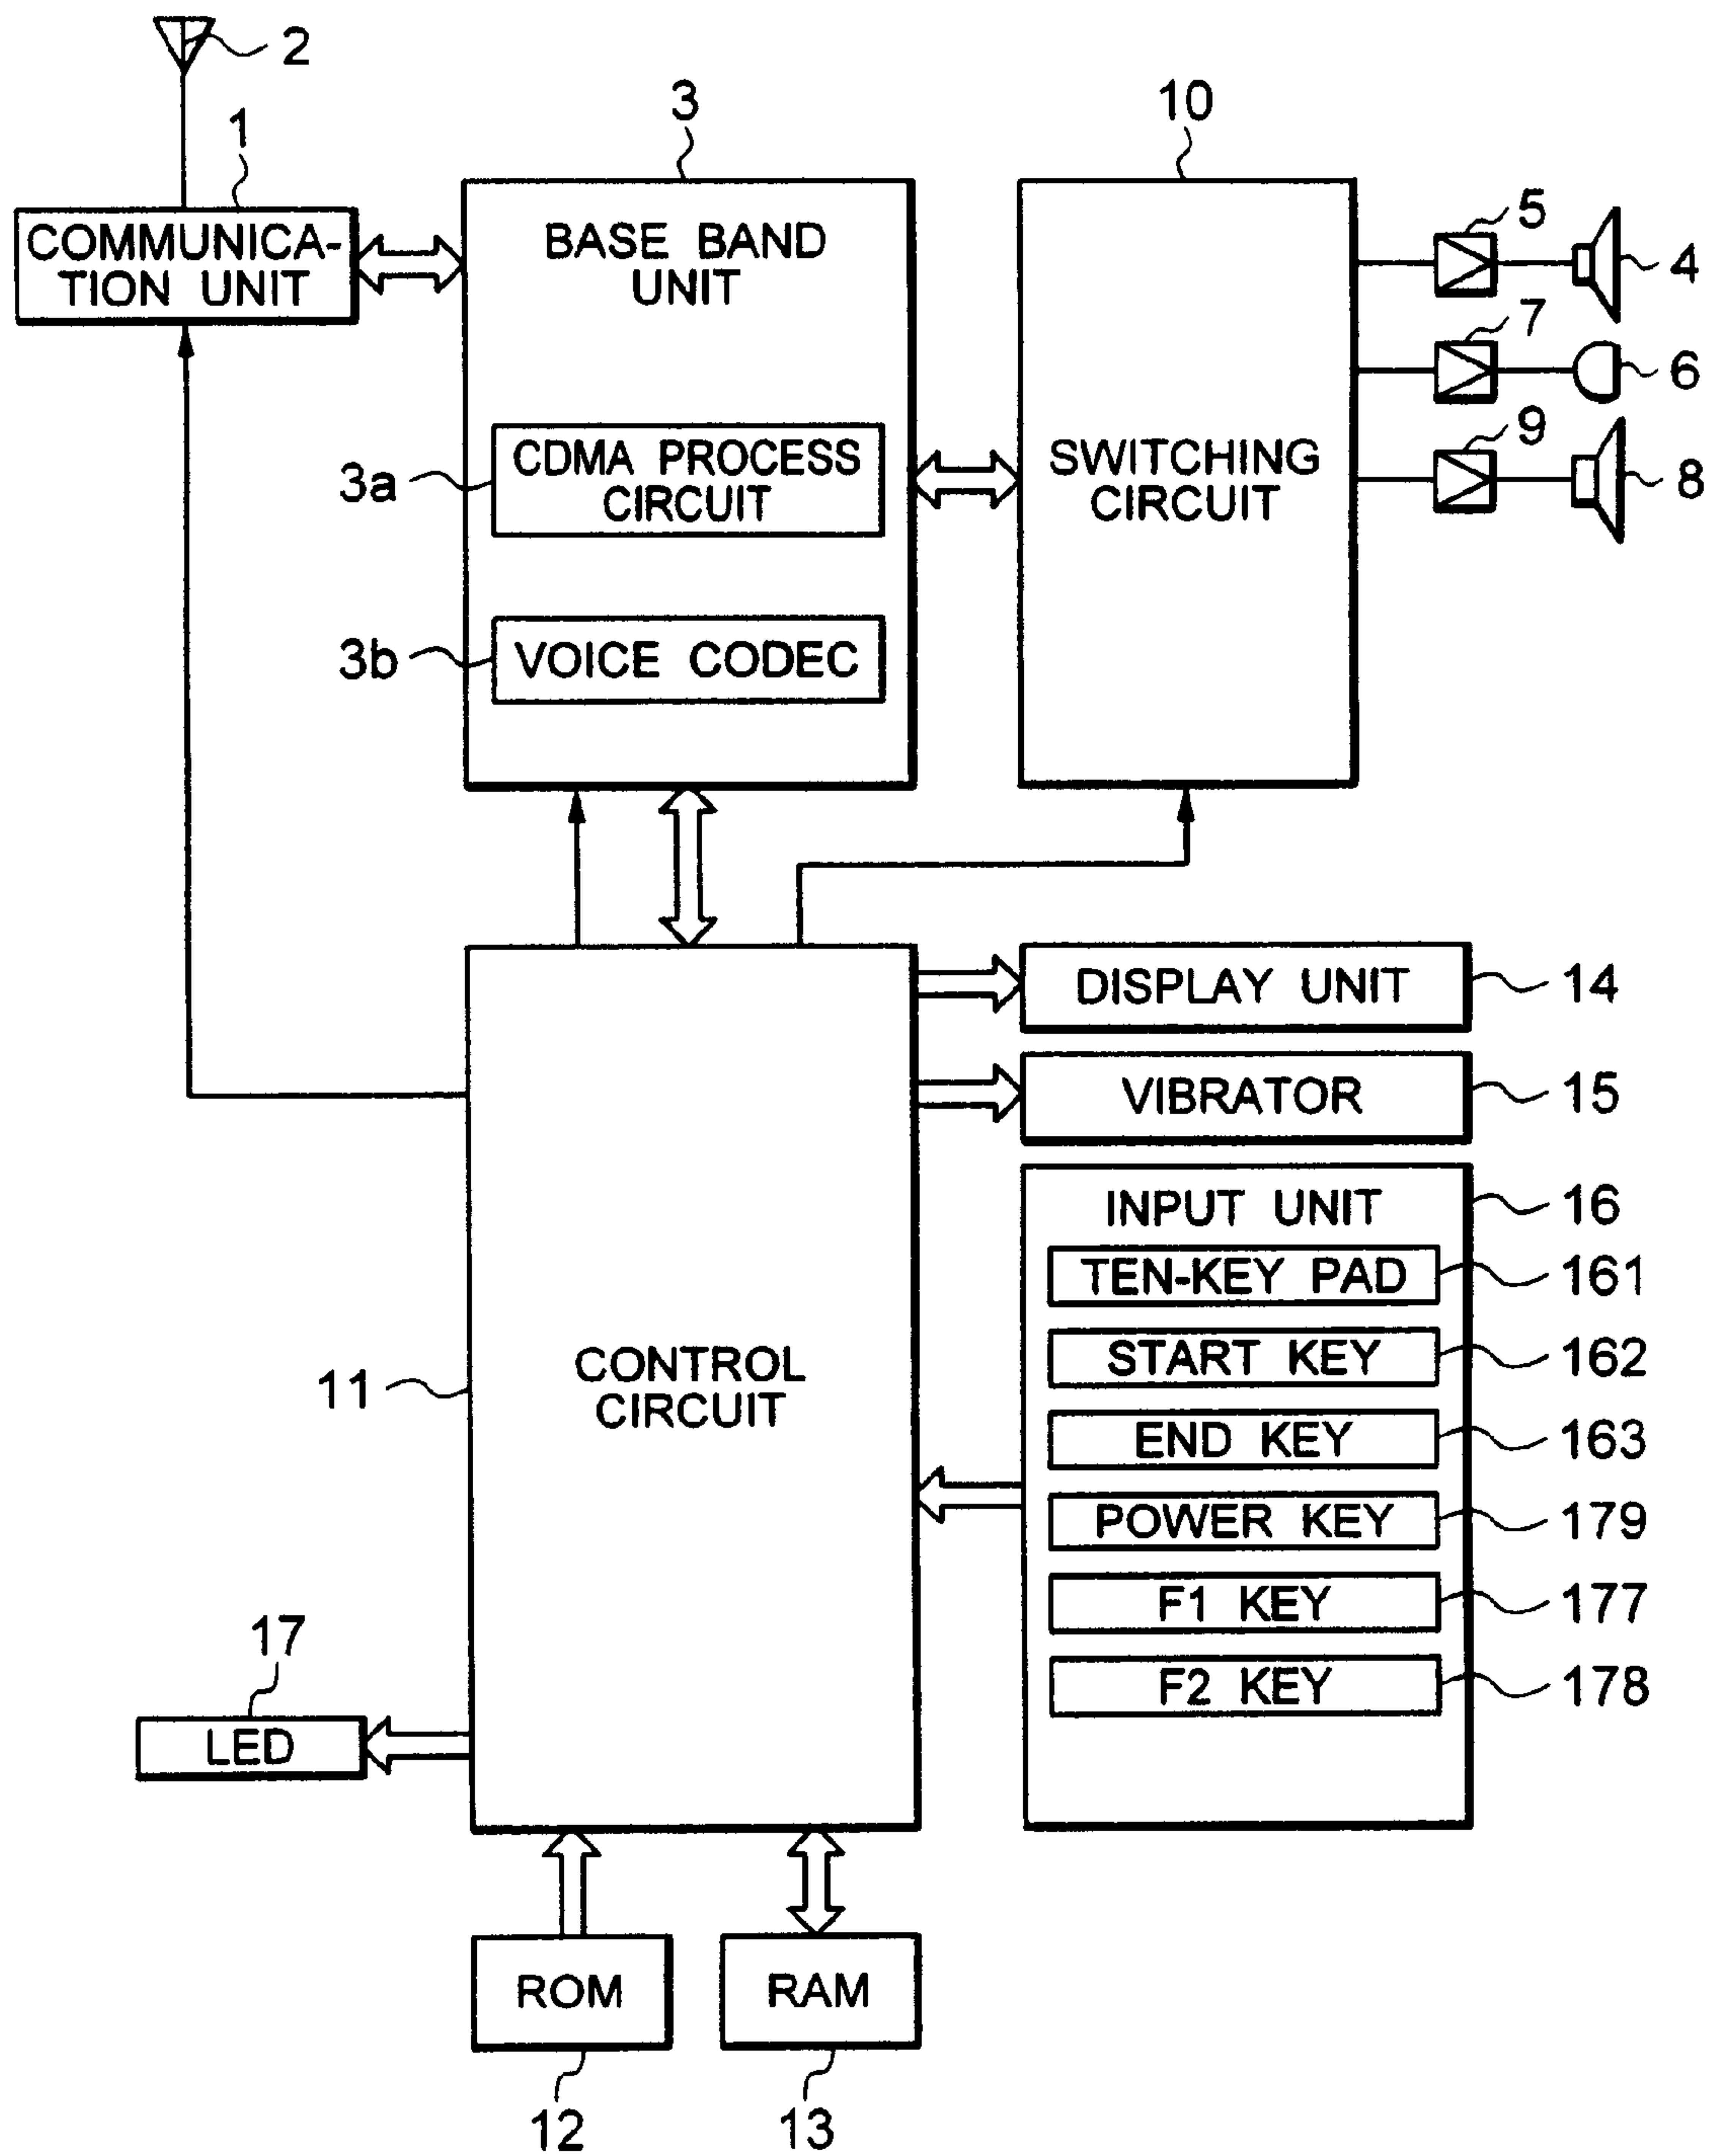 2
1
3
10
COMMUNICA-
TION UNIT
BASE BAND
UNIT
5
4
7
6
9
8
3a
CDMA PROCESS
CIRCUIT
SWITCHING
CIRCUIT
3b
VOICE CODEC
DISPLAY UNIT
14
VIBRATOR
15
INPUT UNIT
16
TEN-KEY PAD
161
START KEY
162
11
CONTROL
CIRCUIT
END KEY
163
POWER KEY
179
F1 KEY
177
17
F2 KEY
178
LED
ROM
RAM
12
13